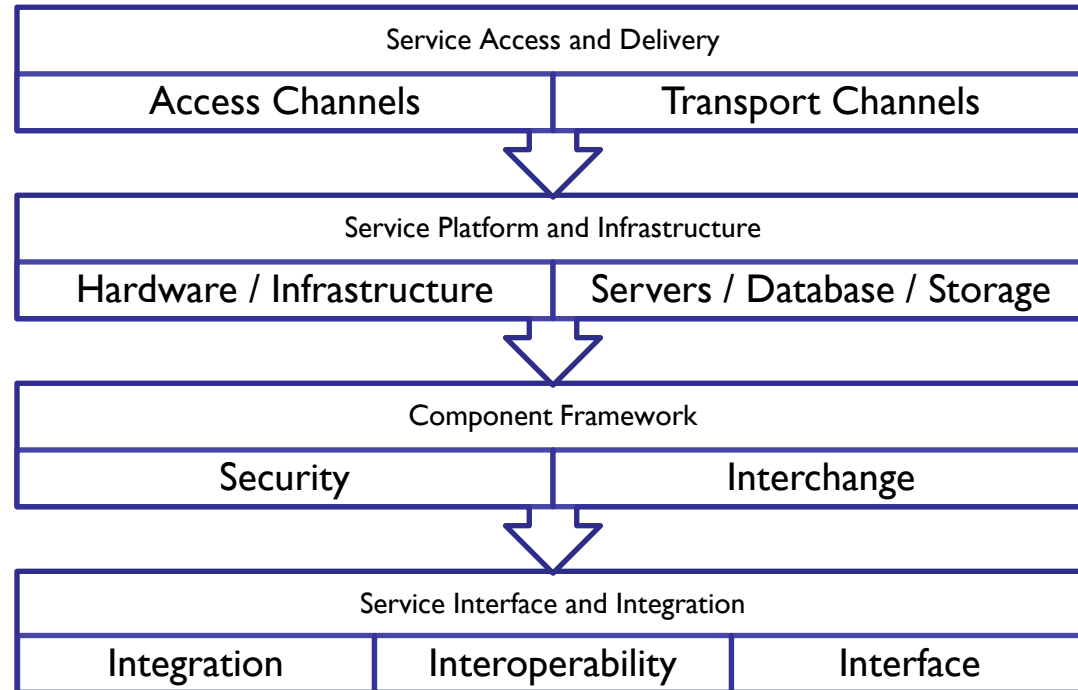 Service Access and Delivery
Access Channels
Transport Channels
Service Platform and Infrastructure
Hardware / Infrastructure
Servers / Database / Storage
Component Framework
Security
Interchange
Service Interface and Integration
Integration
Interoperability
Interface